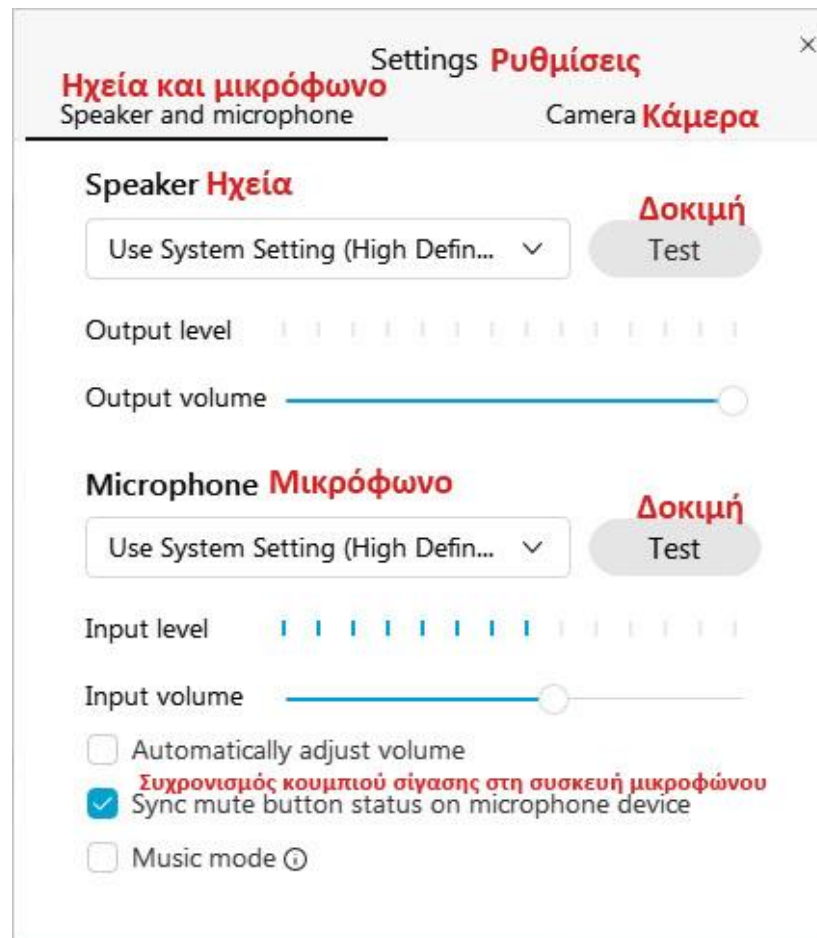 Settings Ρυθμίσεις
Ηχεία και μικρόφωνο
Speaker and microphone
Camera Κάμερα
Speaker Ηχεία
Δοκιμή
Use System Setting (High Defin...
Test
Output level
Output volume
Microphone Μικρόφωνο
Δοκιμή
Use System Setting (High Defin...
Test
Input level
Input volume
Automatically adjust volume
Συχρονισμός κουμπιού σίγασης στη συσκευή μικροφώνου
Sync mute button status on microphone device
Music mode